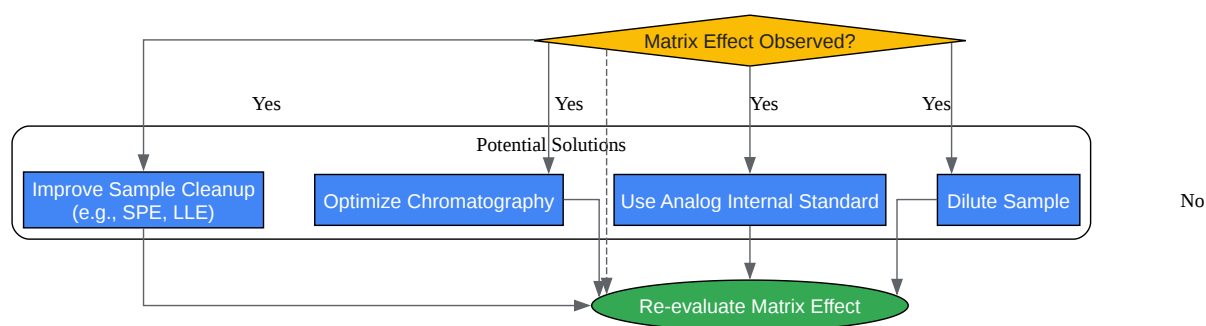 Matrix Effect Observed?
Yes
Yes
Yes
Yes
Potential Solutions
Improve Sample Cleanup
(e.g., SPE, LLE)
Optimize Chromatography
Use Analog Internal Standard
Dilute Sample
No
Re-evaluate Matrix Effect